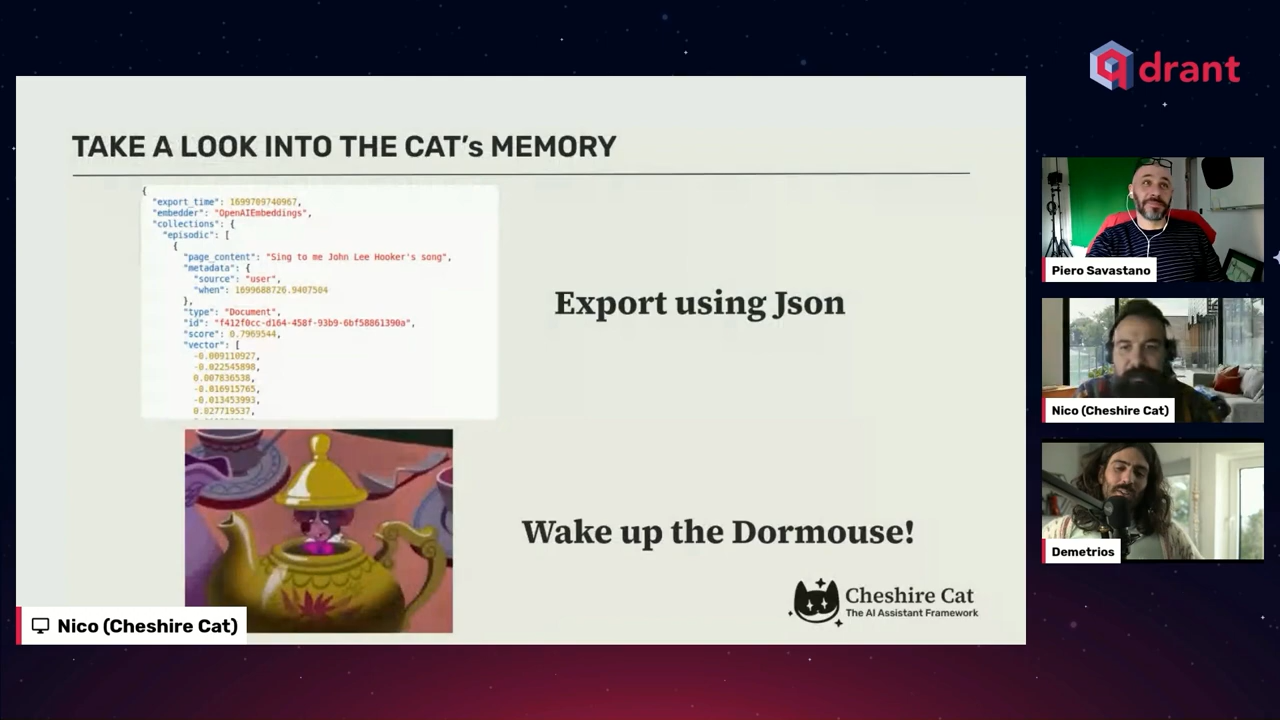 qdrant
TAKE A LOOK INTO THE CAT's MEMORY
{
"export_time": 1699709740967,
"embedder": "OpenAIEmbeddings",
"collections": {
"episodic": [
{
"page_content": "Sing to me John Lee Hooker's song",
"metadata": {
"source": "user",
"when": 1699688726.9407504
},
"type": "Document",
"id": "f412f0cc-d164-458f-93b9-6bf58861390a",
"score": 0.7969544,
"vector": [
-0.009110927,
-0.022545898,
0.007836538,
-0.016915765,
-0.013453993,
0.027719537,
Export using Json
Wake up the Dormouse!
Cheshire Cat
The AI Assistant Framework
Nico (Cheshire Cat)
Piero Savastano
Nico (Cheshire Cat)
Demetrios